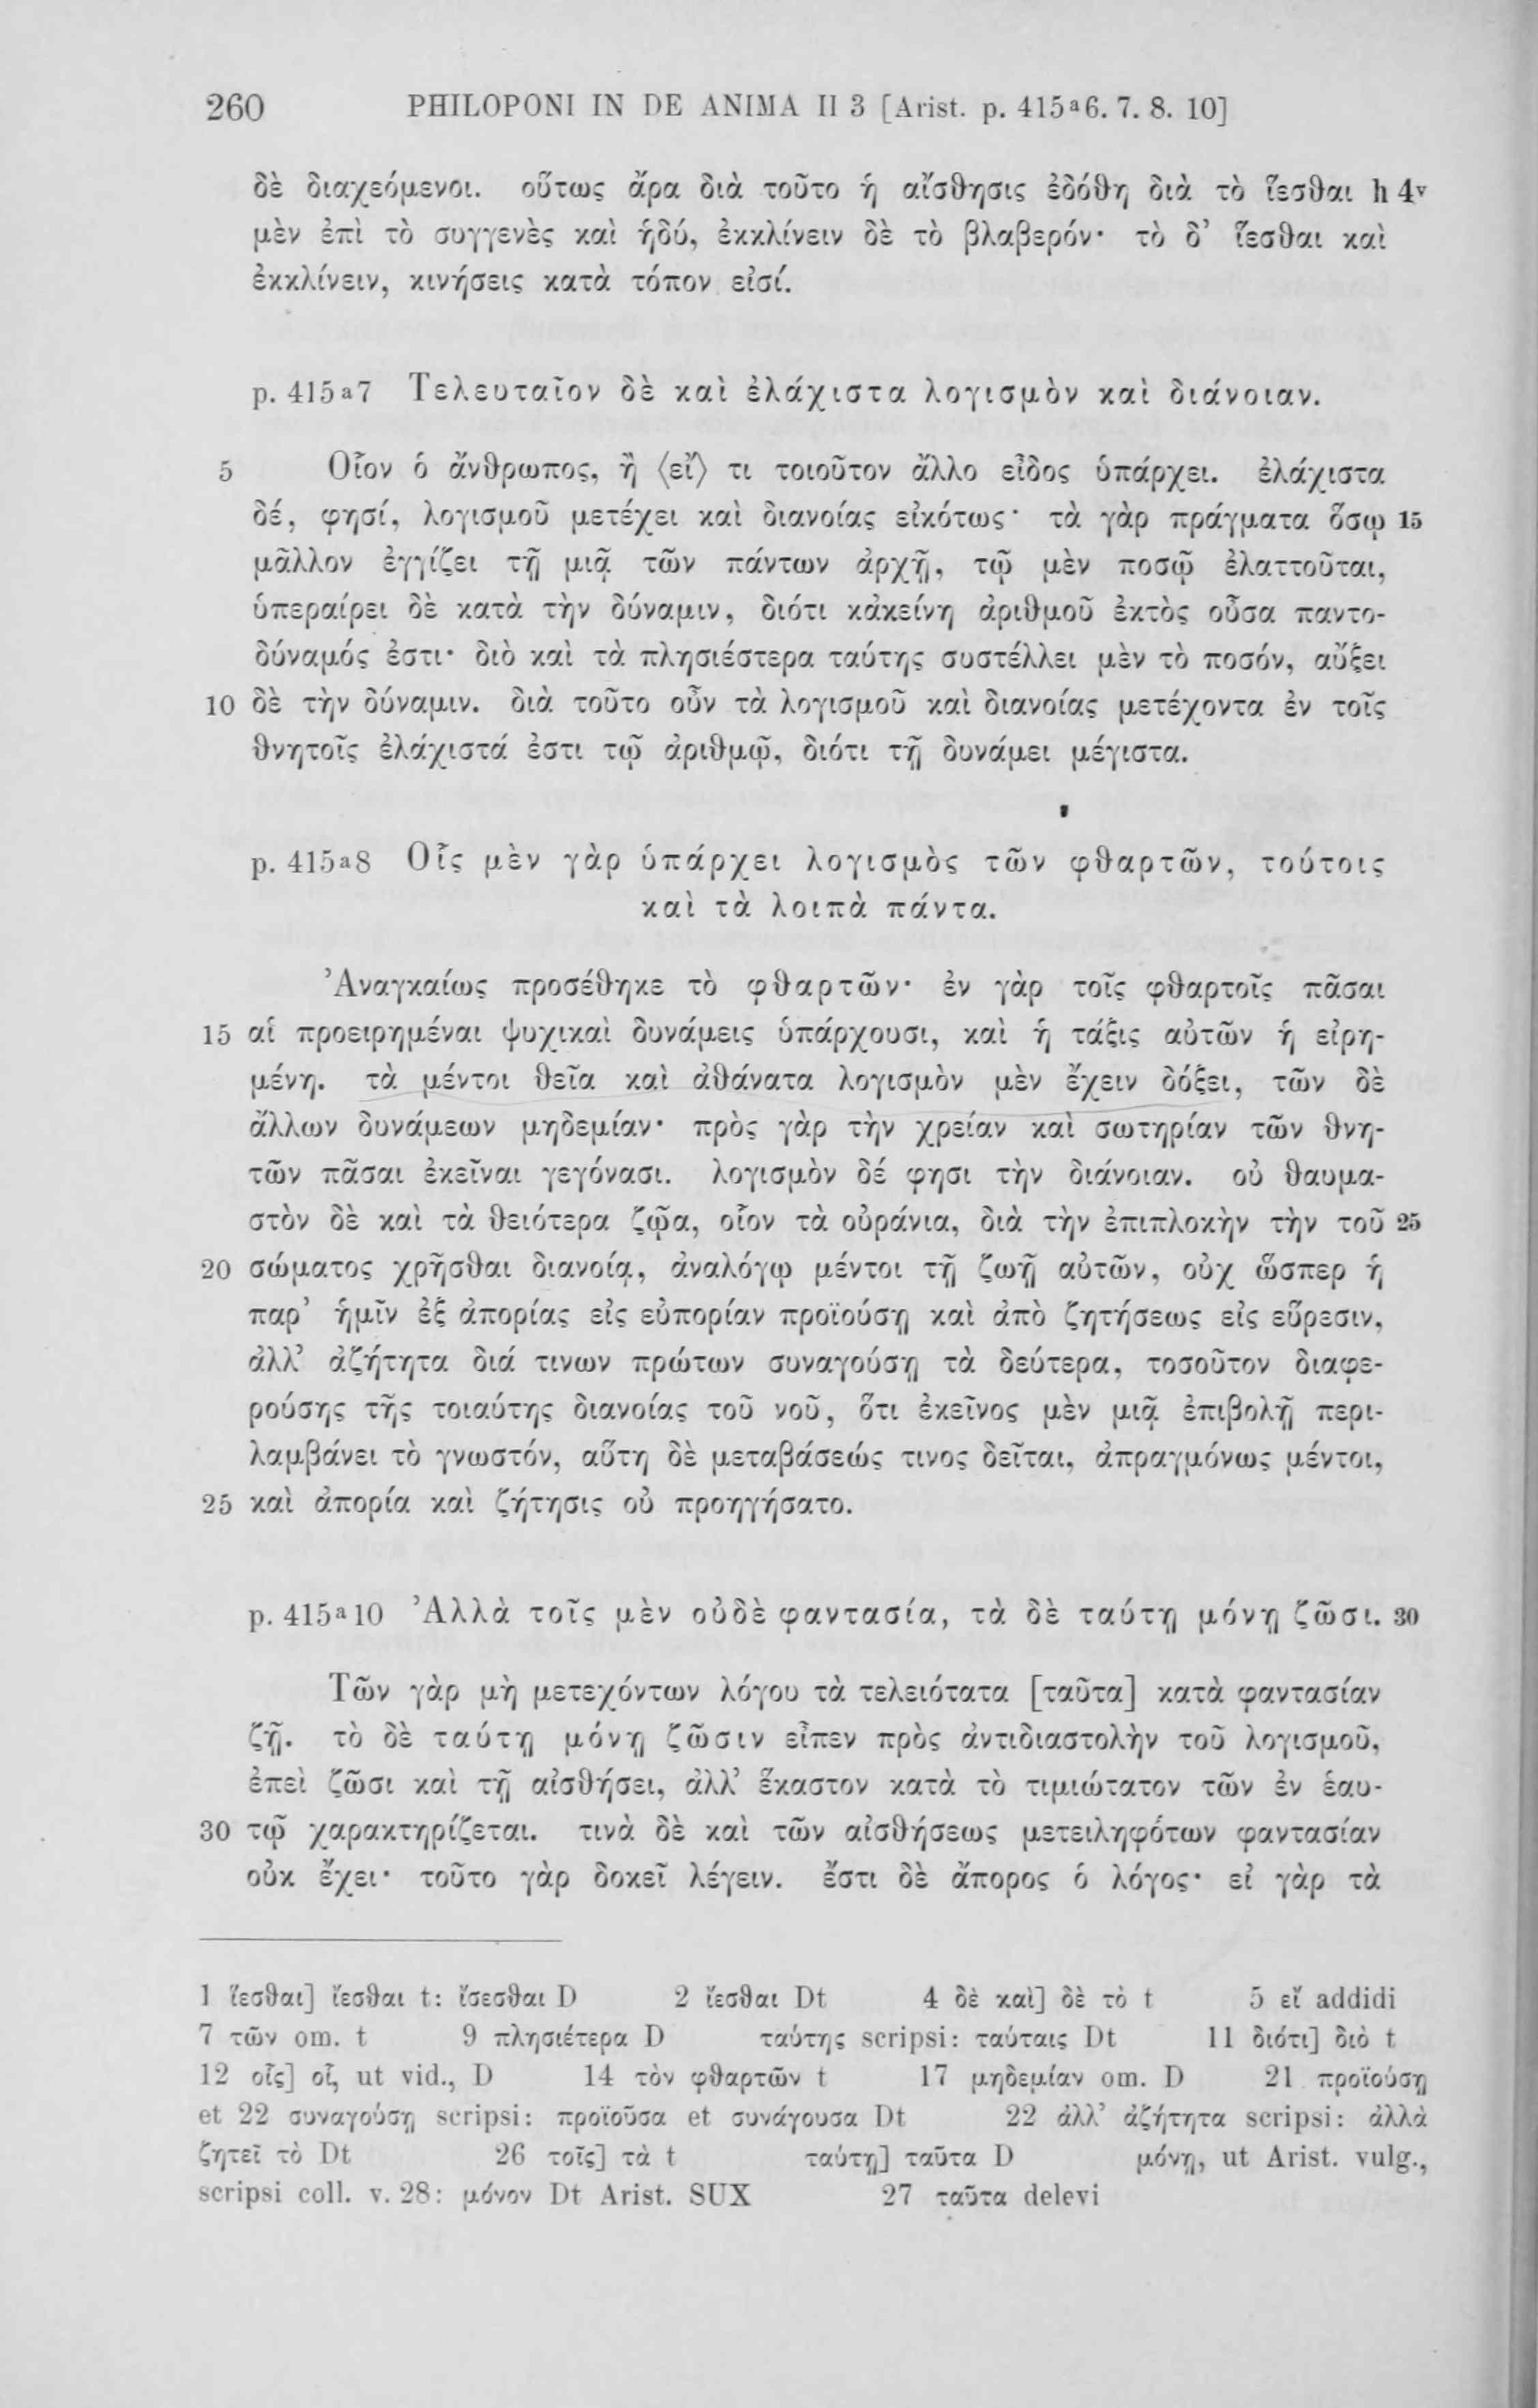 260 PHILOPONI IN DE ANIMA II 3 [Arist. p. 415ᵃ6. 7. 8. 10]
δὲ διαχεόμενοι. οὕτως ἄρα διὰ τοῦτο ἡ αἴσθησις ἐδόθη διὰ τὸ ἵεσθαι h 4ᵛ
μὲν ἐπὶ τὸ συγγενὲς καὶ ἡδύ, ἐκκλίνειν δὲ τὸ βλαβερόν· τὸ δ’ ἵεσθαι καὶ
ἐκκλίνειν, κινήσεις κατὰ τόπον εἰσί.
p. 415ᵃ7 Τελευταῖον δὲ καὶ ἐλάχιστα λογισμὸν καὶ διάνοιαν.
5 Οἷον ὁ ἄνθρωπος, ἢ ⟨εἴ⟩ τι τοιοῦτον ἄλλο εἶδος ὑπάρχει. ἐλάχιστα
δέ, φησί, λογισμοῦ μετέχει καὶ διανοίας εἰκότως· τὰ γὰρ πράγματα ὅσῳ 15
μᾶλλον ἐγγίζει τῇ μιᾷ τῶν πάντων ἀρχῇ, τῷ μὲν ποσῷ ἐλαττοῦται,
ὑπεραίρει δὲ κατὰ τὴν δύναμιν, διότι κἀκείνη ἀριθμοῦ ἐκτὸς οὖσα παντο-
δύναμός ἐστι· διὸ καὶ τὰ πλησιέστερα ταύτης συστέλλει μὲν τὸ ποσόν, αὔξει
10 δὲ τὴν δύναμιν. διὰ τοῦτο οὖν τὰ λογισμοῦ καὶ διανοίας μετέχοντα ἐν τοῖς
θνητοῖς ἐλάχιστά ἐστι τῷ ἀριθμῷ, διότι τῇ δυνάμει μέγιστα.
p. 415ᵃ8 Οἷς μὲν γὰρ ὑπάρχει λογισμὸς τῶν φθαρτῶν, τούτοις
καὶ τὰ λοιπὰ πάντα.
Ἀναγκαίως προσέθηκε τὸ φθαρτῶν· ἐν γὰρ τοῖς φθαρτοῖς πᾶσαι
15 αἱ προειρημέναι ψυχικαὶ δυνάμεις ὑπάρχουσι, καὶ ἡ τάξις αὐτῶν ἡ εἰρη-
μένη. τὰ μέντοι θεῖα καὶ ἀθάνατα λογισμὸν μὲν ἔχειν δόξει, τῶν δὲ
ἄλλων δυνάμεων μηδεμίαν· πρὸς γὰρ τὴν χρείαν καὶ σωτηρίαν τῶν θνη-
τῶν πᾶσαι ἐκεῖναι γεγόνασι. λογισμὸν δέ φησι τὴν διάνοιαν. οὐ θαυμα-
στὸν δὲ καὶ τὰ θειότερα ζῷα, οἷον τὰ οὐράνια, διὰ τὴν ἐπιπλοκὴν τὴν τοῦ 25
20 σώματος χρῆσθαι διανοίᾳ, ἀναλόγῳ μέντοι τῇ ζωῇ αὐτῶν, οὐχ ὥσπερ ἡ
παρ’ ἡμῖν ἐξ ἀπορίας εἰς εὐπορίαν προϊούσῃ καὶ ἀπὸ ζητήσεως εἰς εὕρεσιν,
ἀλλ’ ἀζήτητα διά τινων πρώτων συναγούσῃ τὰ δεύτερα, τοσοῦτον διαφε-
ρούσης τῆς τοιαύτης διανοίας τοῦ νοῦ, ὅτι ἐκεῖνος μὲν μιᾷ ἐπιβολῇ περι-
λαμβάνει τὸ γνωστόν, αὕτη δὲ μεταβάσεώς τινος δεῖται, ἀπραγμόνως μέντοι,
25 καὶ ἀπορία καὶ ζήτησις οὐ προηγήσατο.
p. 415ᵃ10 Ἀλλὰ τοῖς μὲν οὐδὲ φαντασία, τὰ δὲ ταύτῃ μόνῃ ζῶσι. 30
Τῶν γὰρ μὴ μετεχόντων λόγου τὰ τελειότατα [ταῦτα] κατὰ φαντασίαν
ζῇ. τὸ δὲ ταύτῃ μόνῃ ζῶσιν εἶπεν πρὸς ἀντιδιαστολὴν τοῦ λογισμοῦ,
ἐπεὶ ζῶσι καὶ τῇ αἰσθήσει, ἀλλ’ ἕκαστον κατὰ τὸ τιμιώτατον τῶν ἐν ἑαυ-
30 τῷ χαρακτηρίζεται. τινὰ δὲ καὶ τῶν αἰσθήσεως μετειληφότων φαντασίαν
οὐκ ἔχει· τοῦτο γὰρ δοκεῖ λέγειν. ἔστι δὲ ἄπορος ὁ λόγος· εἰ γὰρ τὰ
1 ἵεσθαι] ἴεσθαι t: ἴσεσθαι D 2 ἴεσθαι Dt 4 δὲ καὶ] δὲ τὸ t 5 εἴ addidi
7 τῶν om. t 9 πλησιέτερα D ταύτης scripsi: ταύταις Dt 11 διότι] διὸ t
12 οἷς] οἷ, ut vid., D 14 τὸν φθαρτῶν t 17 μηδεμίαν om. D 21 προϊούσῃ
et 22 συναγούσῃ scripsi: προϊοῦσα et συνάγουσα Dt 22 ἀλλ’ ἀζήτητα scripsi: ἀλλὰ
ζητεῖ τὸ Dt 26 τοῖς] τὰ t ταύτῃ] ταῦτα D μόνῃ, ut Arist. vulg.,
scripsi coll. v. 28: μόνον Dt Arist. SUX 27 ταῦτα delevi